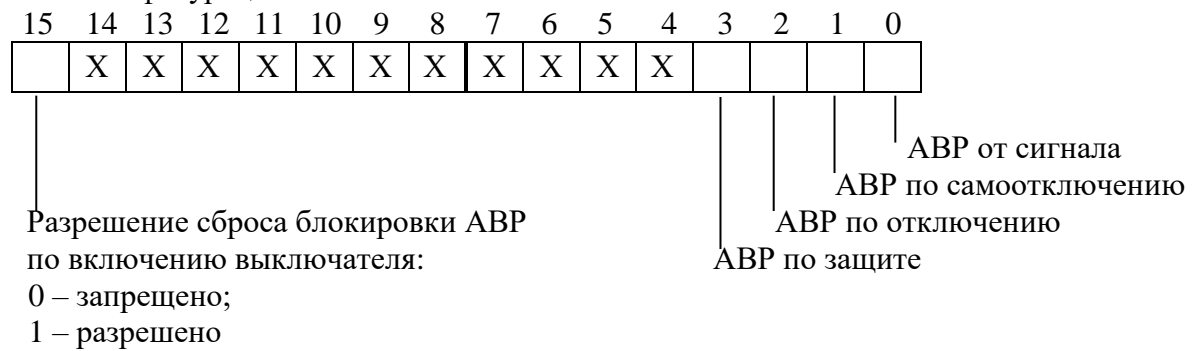 15 14 13 12 11 10 9 8 7 6 5 4 3 2 1 0
X X X X X X X X X X X
АВР от сигнала
АВР по самоотключению
Разрешение сброса блокировки АВР АВР по отключению
по включению выключателя: АВР по защите
0 – запрещено;
1 – разрешено